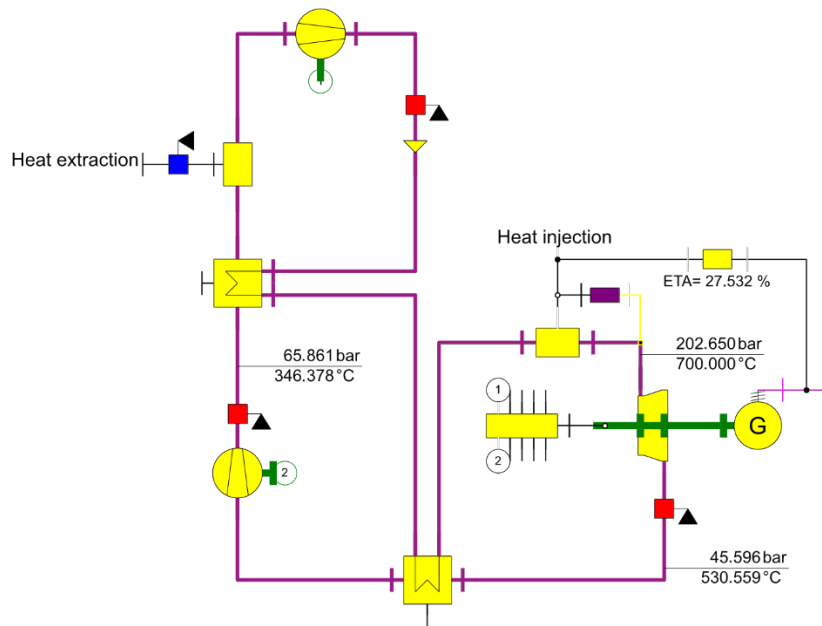 Heat extraction
Heat injection
ETA= 27.532 %
65.861 bar
346.378 °C
202.650 bar
700.000 °C
1
2
G
2
45.596 bar
530.559 °C